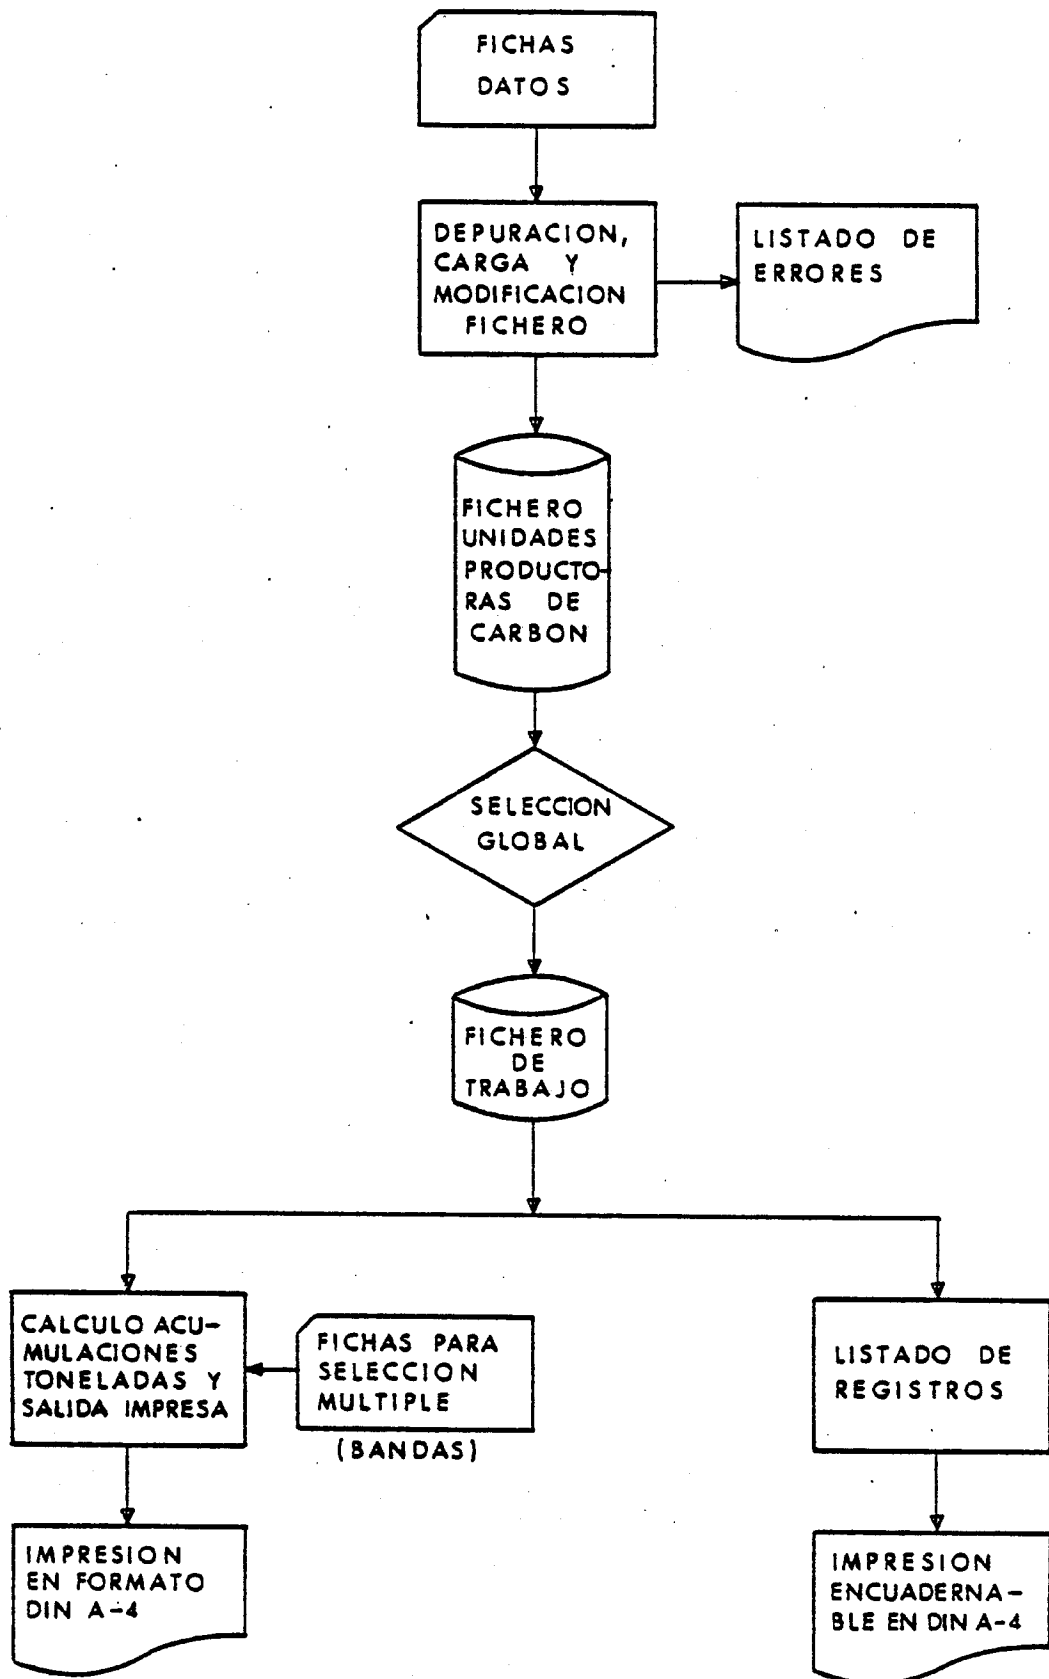 FICHAS
DATOS
DEPURACION,
CARGA Y
MODIFICACION
FICHERO
LISTADO DE
ERRORES
FICHERO
UNIDADES
PRODUCTO-
RAS DE
CARBON
SELECCION
GLOBAL
FICHERO
DE
TRABAJO
CALCULO ACU-
MULACIONES
TONELADAS Y
SALIDA IMPRESA
FICHAS PARA
SELECCION
MULTIPLE
(BANDAS)
LISTADO DE
REGISTROS
IMPRESION
EN FORMATO
DIN A-4
IMPRESION
ENCUADERNA-
BLE EN DIN A-4